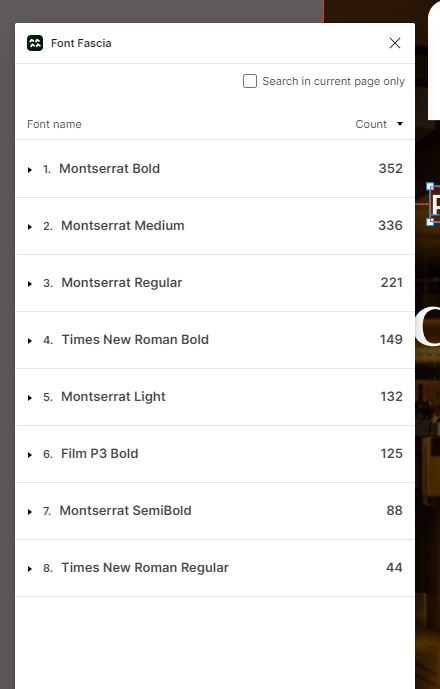 Font Fascia
Search in current page only
Font name Count
1. Montserrat Bold 352
2. Montserrat Medium 336
3. Montserrat Regular 221
4. Times New Roman Bold 149
5. Montserrat Light 132
6. Film P3 Bold 125
7. Montserrat SemiBold 88
8. Times New Roman Regular 44